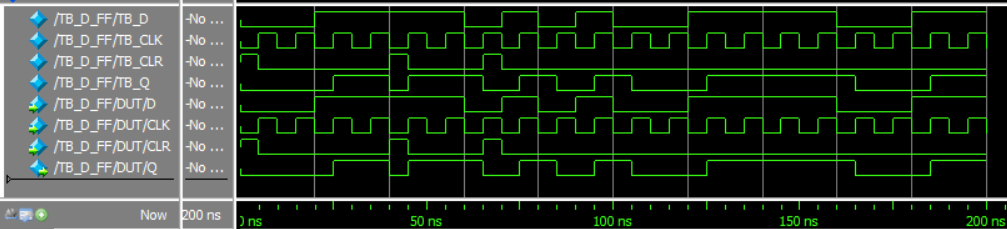 /TB_D_FF/TB_D -No ...
/TB_D_FF/TB_CLK -No ...
/TB_D_FF/TB_CLR -No ...
/TB_D_FF/TB_Q -No ...
/TB_D_FF/DUT/D -No ...
/TB_D_FF/DUT/CLK -No ...
/TB_D_FF/DUT/CLR -No ...
/TB_D_FF/DUT/Q -No ...
Now 200 ns ns 50 ns 100 ns 150 ns 200 ns